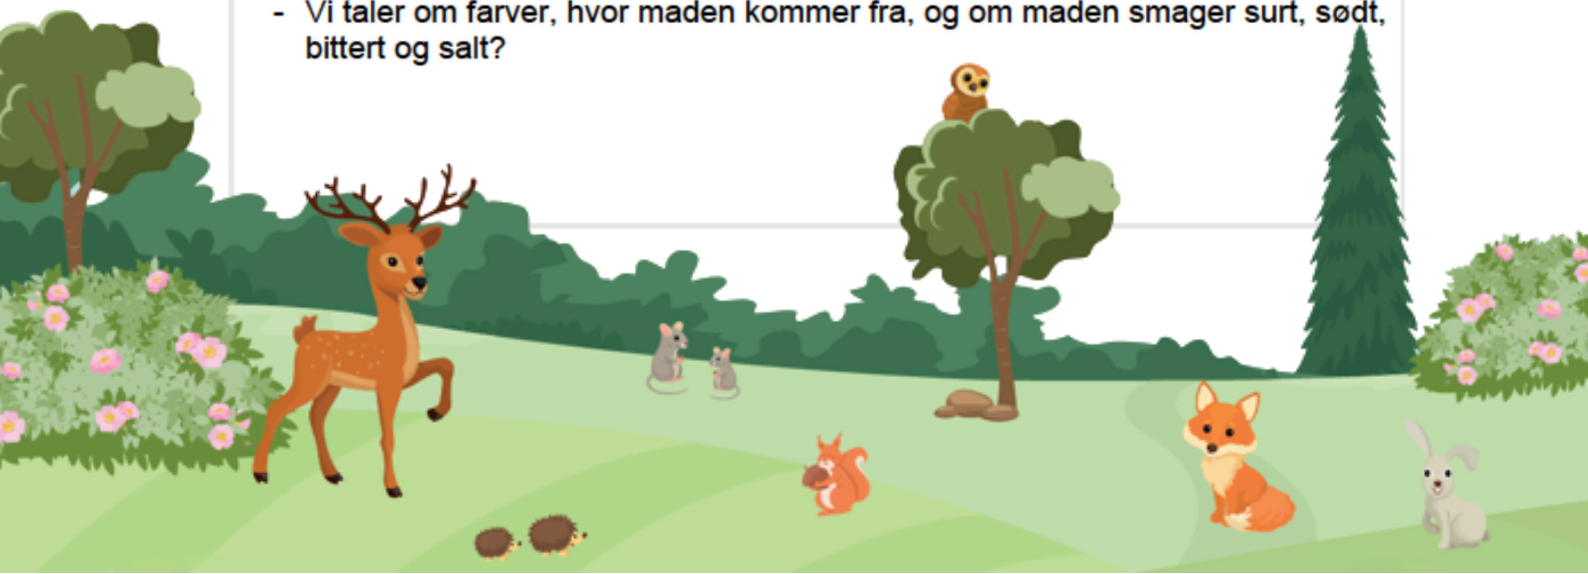 - Vi taler om farver, hvor maden kommer fra, og om maden smager surt, sødt,
bittert og salt?